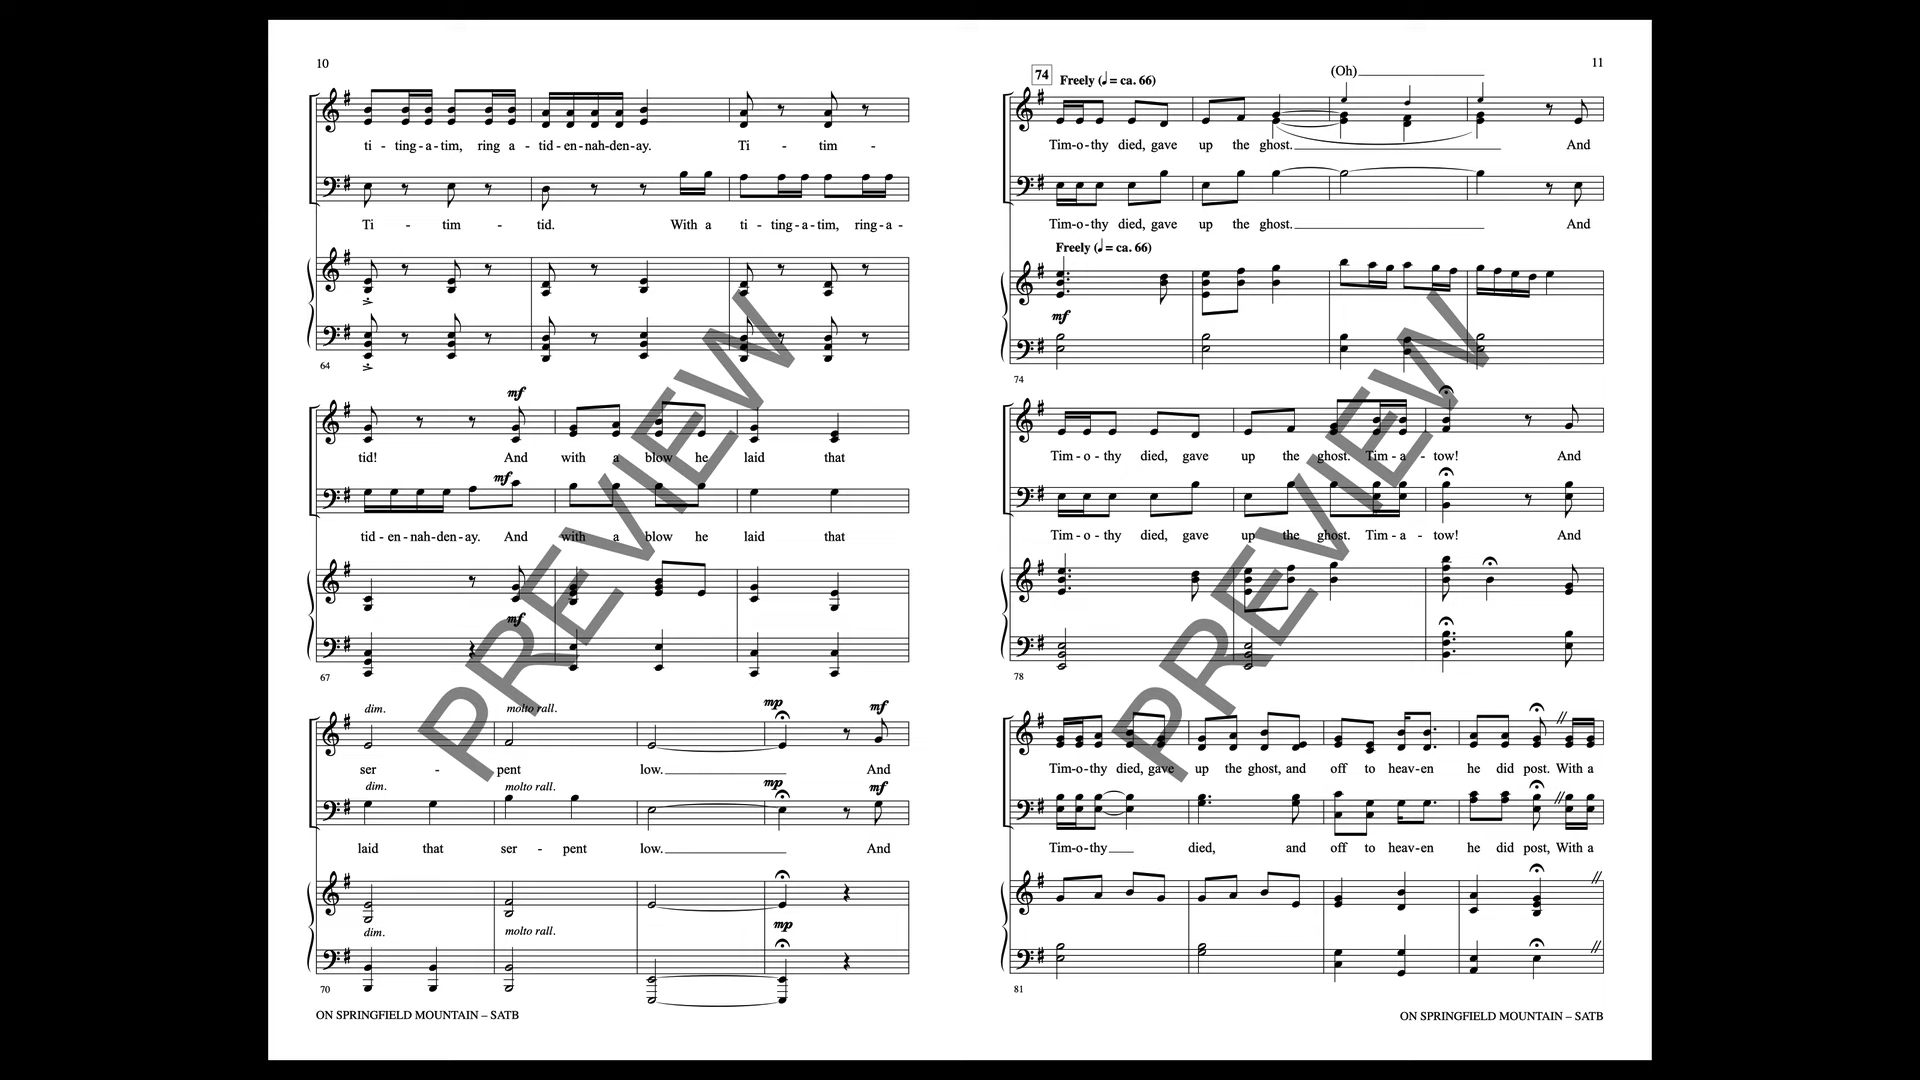 10
ti - ting - a - tim, ring a - tid - en - nah-den-ay. Ti - tim -
Ti - tim - tid. With a ti - ting - a - tim, ring - a -
64
mf
tid! And with a blow he laid that
mf
tid - en - nah - den - ay. And with a blow he laid that
mf
67
dim. molto rall. mp mf
ser - pent low. And
dim. molto rall. mp mf
laid that ser - pent low. And
dim. molto rall. mp
70
ON SPRINGFIELD MOUNTAIN – SATB
PREVIEW
11
74 Freely (♩ = ca. 66) (Oh)
Tim-o-thy died, gave up the ghost. And
Tim-o-thy died, gave up the ghost. And
Freely (♩ = ca. 66)
mf
74
Tim - o - thy died, gave up the ghost. Tim - a - tow! And
Tim - o - thy died, gave up the ghost. Tim - a - tow! And
78
Tim-o-thy died, gave up the ghost, and off to heav-en he did post. With a
Tim-o-thy died, and off to heav-en he did post, With a
81
ON SPRINGFIELD MOUNTAIN – SATB
PREVIEW